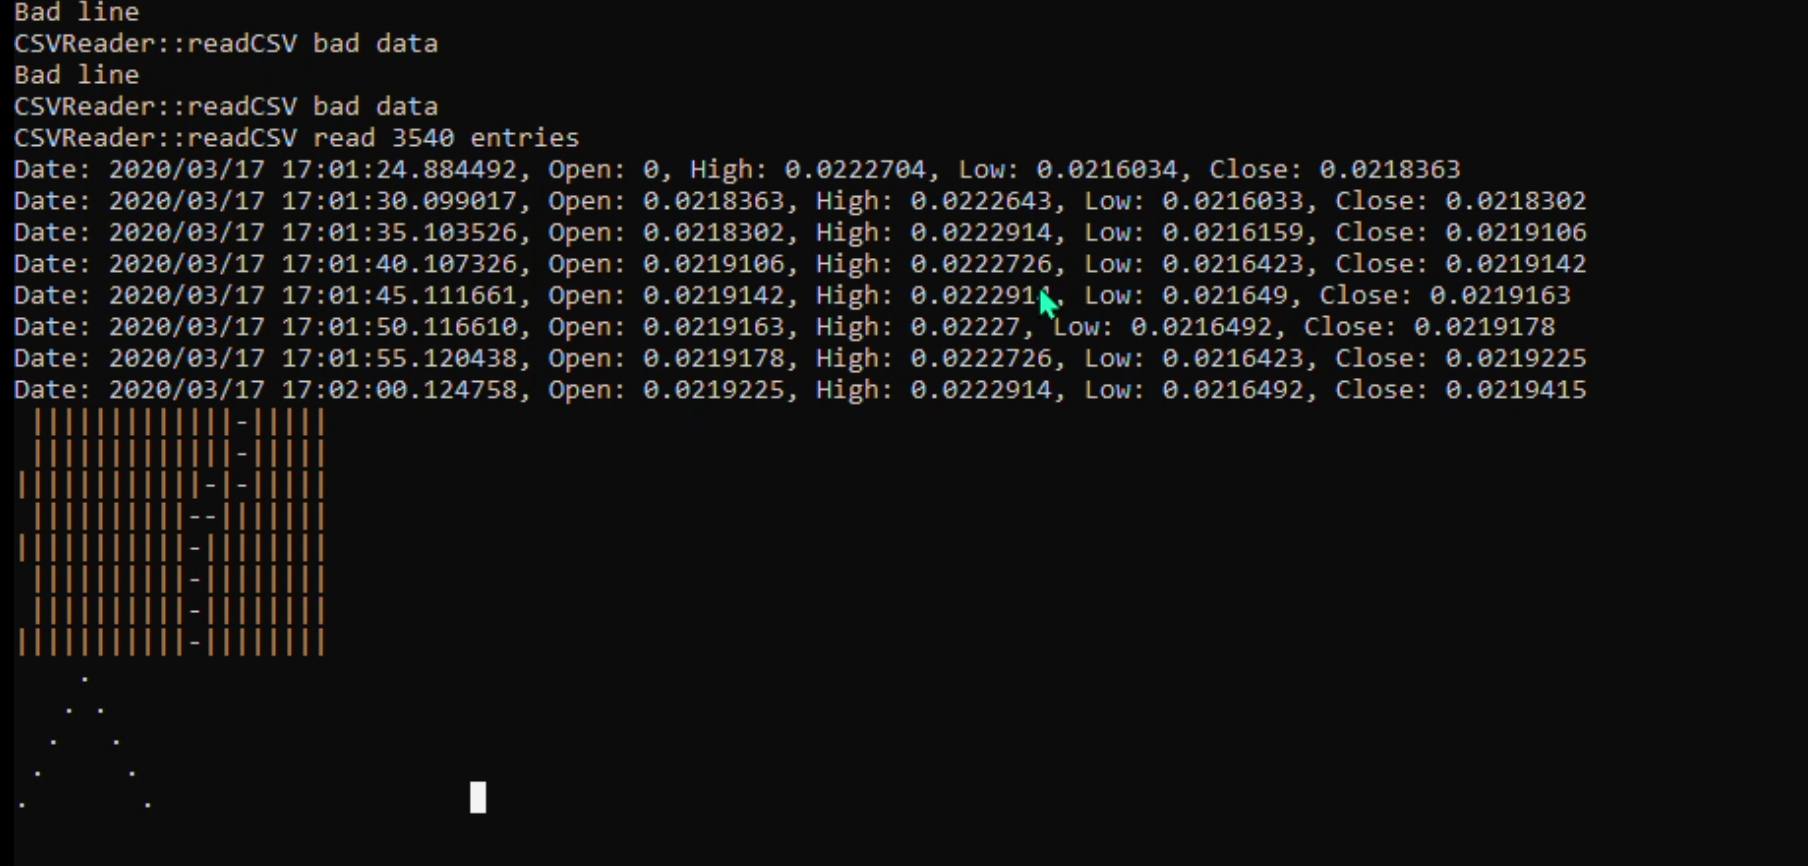 Bad line
CSVReader::readCSV bad data
Bad line
CSVReader::readCSV bad data
CSVReader::readCSV read 3540 entries
Date: 2020/03/17 17:01:24.884492, Open: 0, High: 0.0222704, Low: 0.0216034, Close: 0.0218363
Date: 2020/03/17 17:01:30.099017, Open: 0.0218363, High: 0.0222643, Low: 0.0216033, Close: 0.0218302
Date: 2020/03/17 17:01:35.103526, Open: 0.0218302, High: 0.0222914, Low: 0.0216159, Close: 0.0219106
Date: 2020/03/17 17:01:40.107326, Open: 0.0219106, High: 0.0222726, Low: 0.0216423, Close: 0.0219142
Date: 2020/03/17 17:01:45.111661, Open: 0.0219142, High: 0.0222914, Low: 0.021649, Close: 0.0219163
Date: 2020/03/17 17:01:50.116610, Open: 0.0219163, High: 0.02227, Low: 0.0216492, Close: 0.0219178
Date: 2020/03/17 17:01:55.120438, Open: 0.0219178, High: 0.0222726, Low: 0.0216423, Close: 0.0219225
Date: 2020/03/17 17:02:00.124758, Open: 0.0219225, High: 0.0222914, Low: 0.0216492, Close: 0.0219415
 |||||||||||||-|||||
 |||||||||||||-|||||
||||||||||||-|-|||||
 ||||||||||--|||||||
|||||||||||-||||||||
 ||||||||||-||||||||
 ||||||||||-||||||||
|||||||||||-||||||||
    .
   . .
  .   .
 .     .
.       .